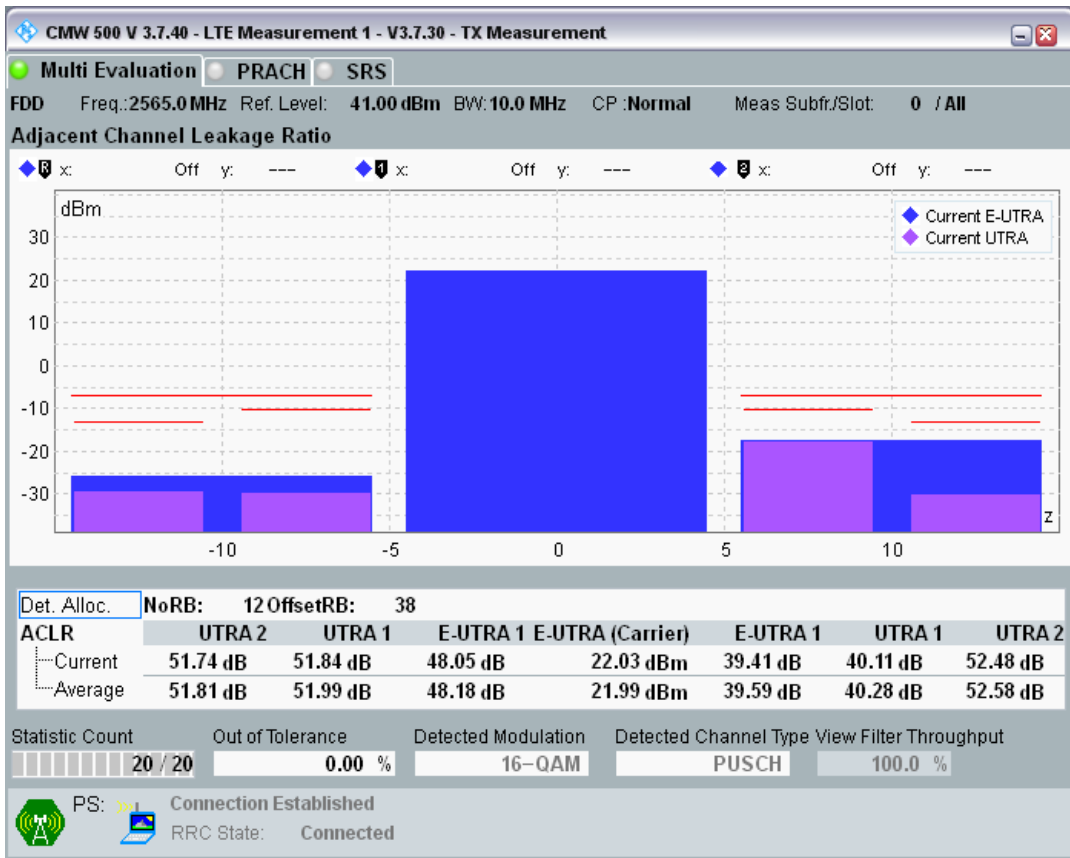 CMW 500 V 3.7.40 - LTE Measurement 1 - V3.7.30 - TX Measurement
Multi Evaluation PRACH SRS
FDD Freq.:2565.0 MHz Ref. Level: 41.00 dBm BW:10.0 MHz CP :Normal Meas Subfr./Slot: 0 / All
Adjacent Channel Leakage Ratio
R x: Off y: --- 1 x: Off y: --- 2 x: Off y: ---
dBm
Current E-UTRA
Current UTRA
30
20
10
0
-10
-20
-30
z
-10 -5 0 5 10
Det. Alloc. NoRB: 12 OffsetRB: 38
ACLR UTRA 2 UTRA 1 E-UTRA 1 E-UTRA (Carrier) E-UTRA 1 UTRA 1 UTRA 2
Current 51.74 dB 51.84 dB 48.05 dB 22.03 dBm 39.41 dB 40.11 dB 52.48 dB
Average 51.81 dB 51.99 dB 48.18 dB 21.99 dBm 39.59 dB 40.28 dB 52.58 dB
Statistic Count Out of Tolerance Detected Modulation Detected Channel Type View Filter Throughput
20 / 20 0.00 % 16-QAM PUSCH 100.0 %
PS: Connection Established
RRC State: Connected